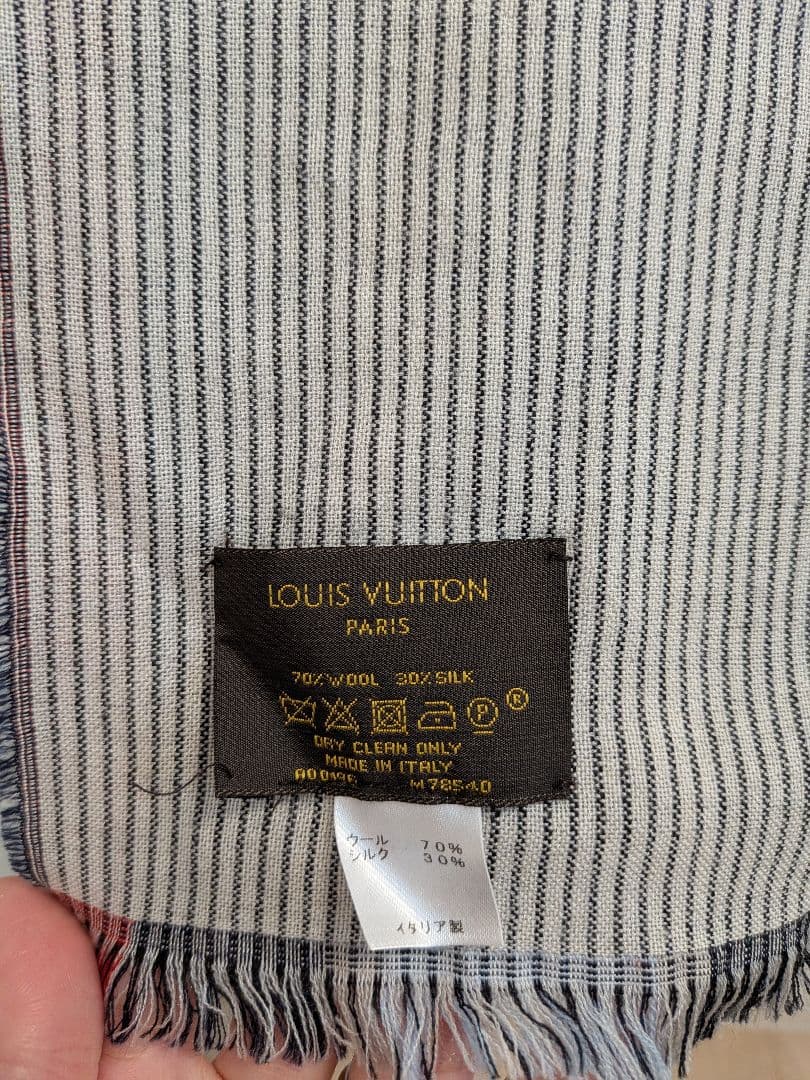 LOUIS VUITTON
PARIS
70% WOOL 30% SILK
P
®
DRY CLEAN ONLY
MADE IN ITALY
A00196 M78540
ウール 70%
シルク 30%
イタリア製